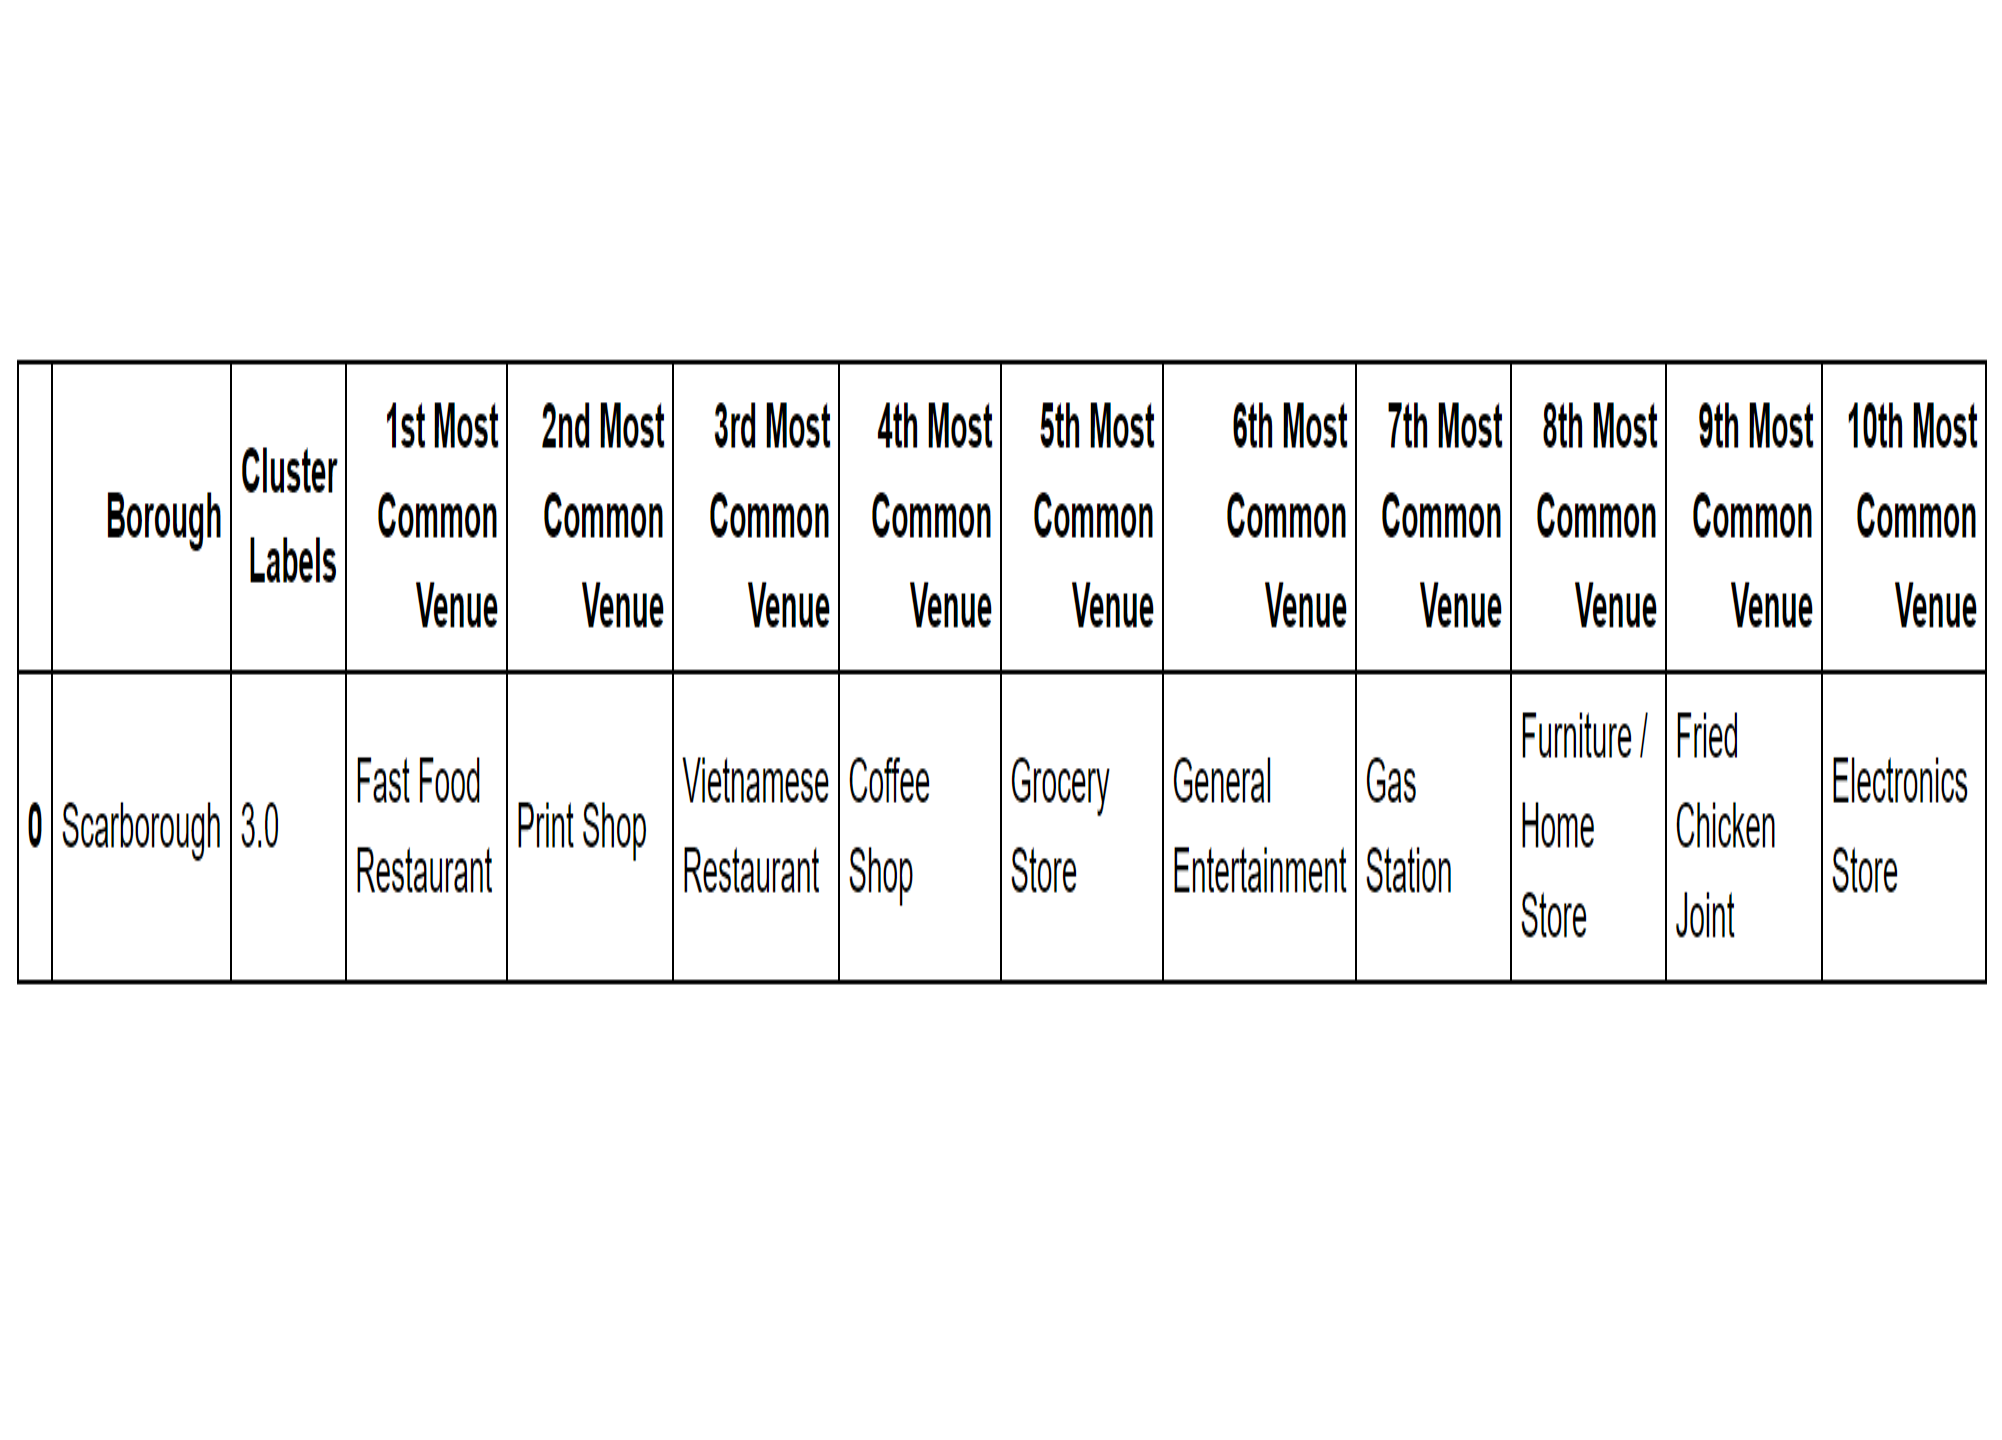 Borough
Cluster
Labels
1st Most
Common
Venue
2nd Most
Common
Venue
3rd Most
Common
Venue
4th Most
Common
Venue
5th Most
Common
Venue
6th Most
Common
Venue
7th Most
Common
Venue
8th Most
Common
Venue
9th Most
Common
Venue
10th Most
Common
Venue
0
Scarborough
3.0
Fast Food
Restaurant
Print Shop
Vietnamese
Restaurant
Coffee
Shop
Grocery
Store
General
Entertainment
Gas
Station
Furniture /
Home
Store
Fried
Chicken
Joint
Electronics
Store